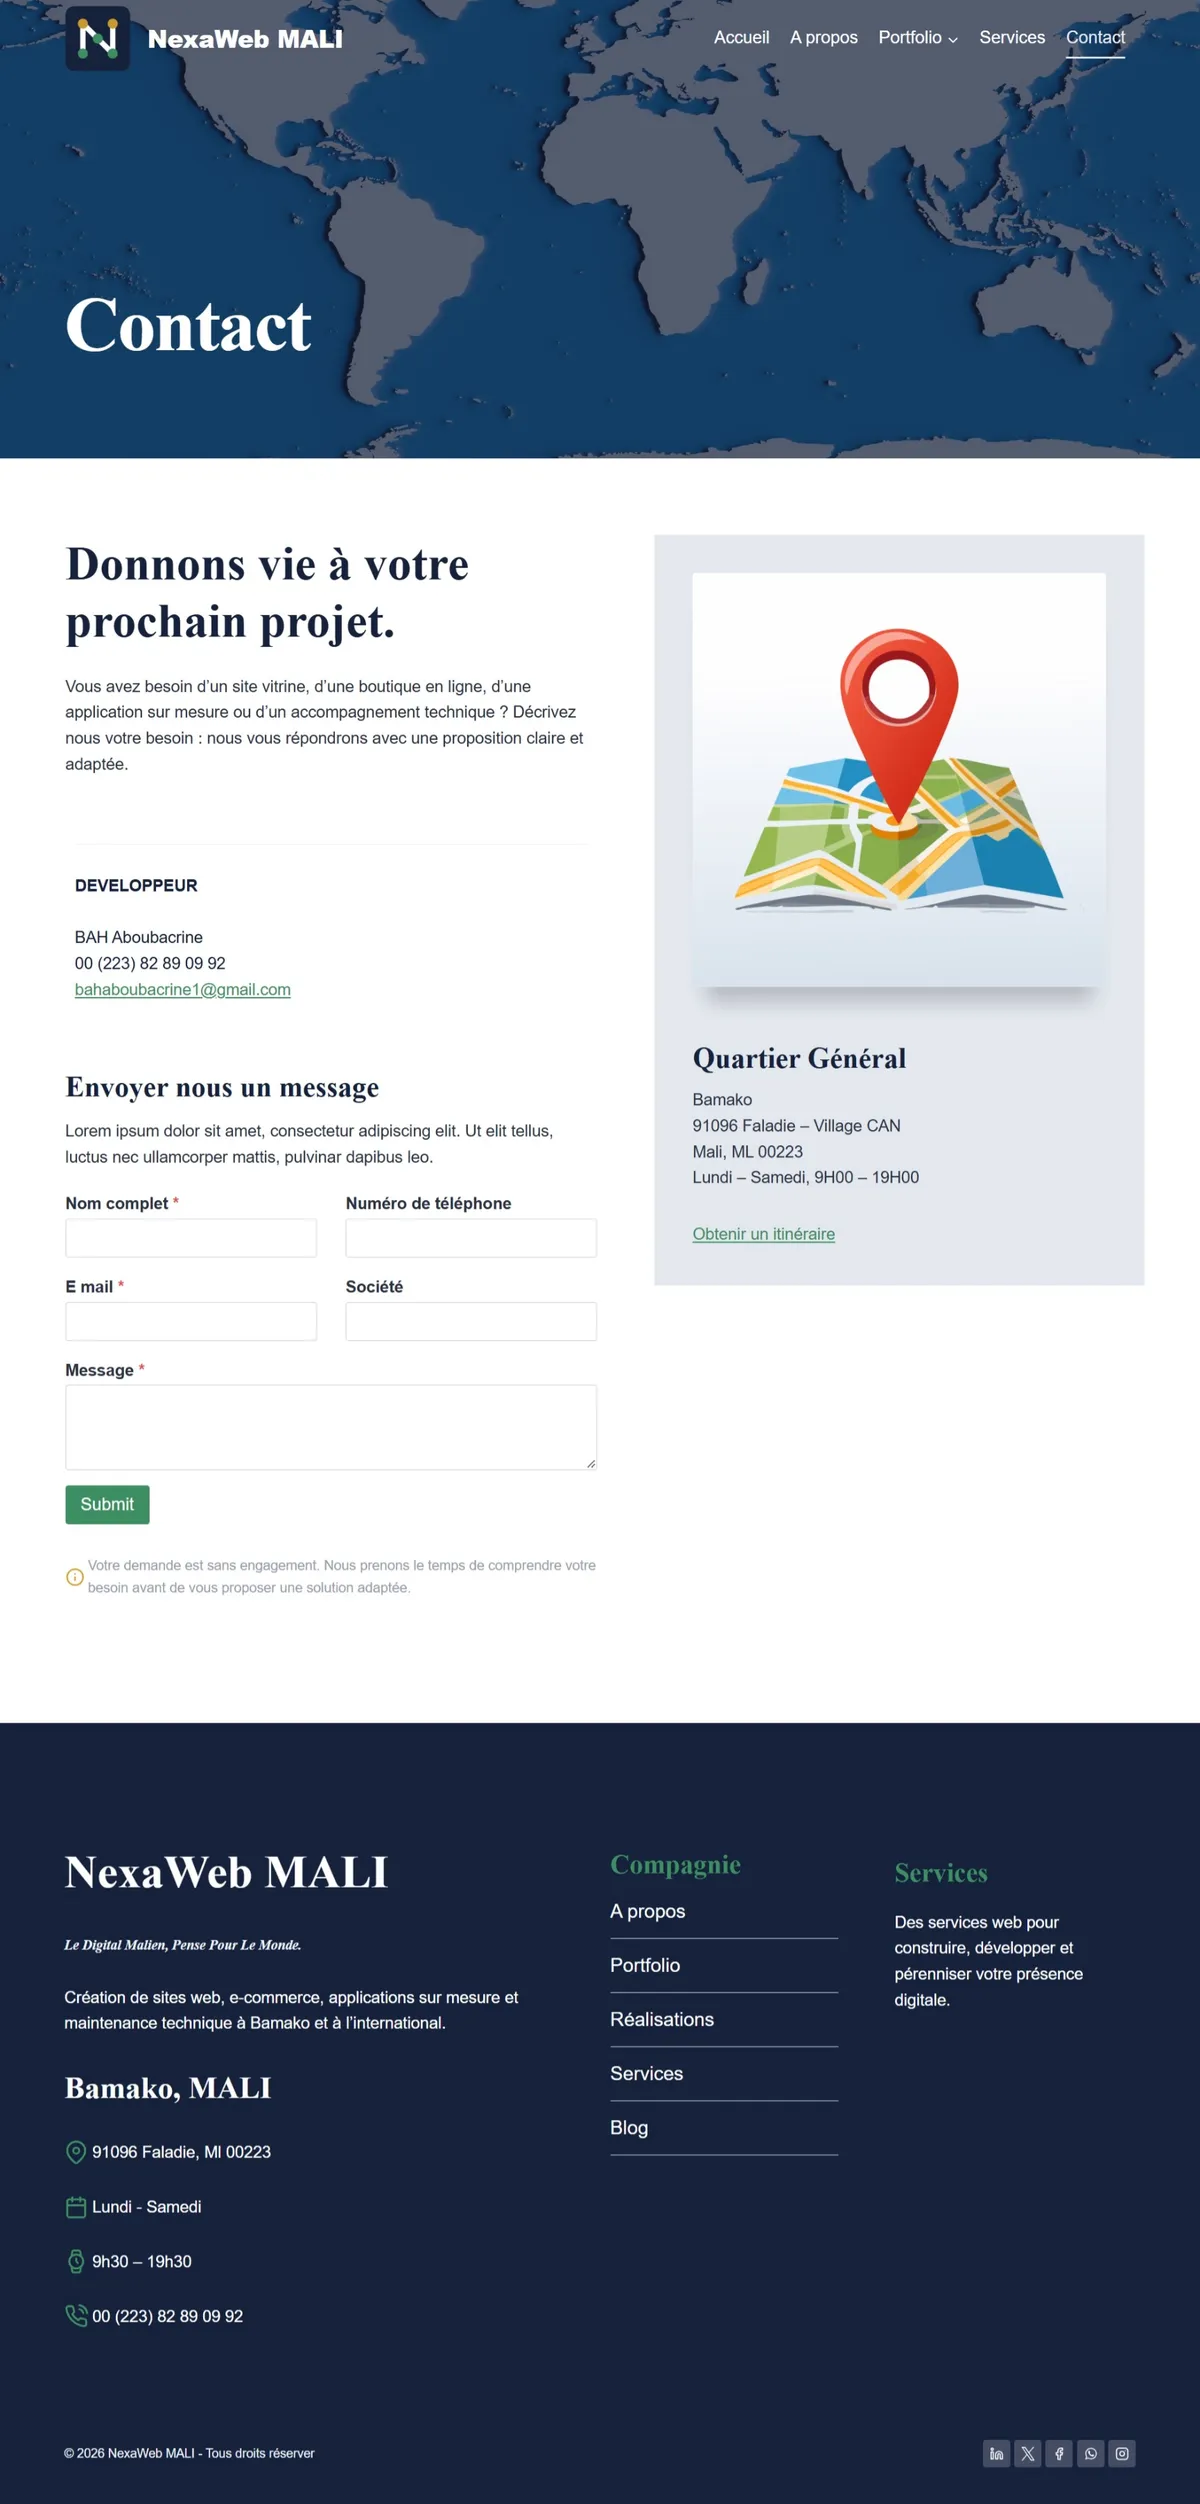 NexaWeb MALI
Accueil
A propos
Portfolio
Services
Contact
Contact
Donnons vie à votre
prochain projet.
Vous avez besoin d’un site vitrine, d’une boutique en ligne, d’une
application sur mesure ou d’un accompagnement technique ? Décrivez
nous votre besoin : nous vous répondrons avec une proposition claire et
adaptée.
DEVELOPPEUR
BAH Aboubacrine
00 (223) 82 89 09 92
bahaboubacrine1@gmail.com
Envoyer nous un message
Lorem ipsum dolor sit amet, consectetur adipiscing elit. Ut elit tellus,
luctus nec ullamcorper mattis, pulvinar dapibus leo.
Nom complet *
Numéro de téléphone
E mail *
Société
Message *
Submit
Votre demande est sans engagement. Nous prenons le temps de comprendre votre
besoin avant de vous proposer une solution adaptée.
Quartier Général
Bamako
91096 Faladie – Village CAN
Mali, ML 00223
Lundi – Samedi, 9H00 – 19H00
Obtenir un itinéraire
NexaWeb MALI
Le Digital Malien, Pense Pour Le Monde.
Création de sites web, e-commerce, applications sur mesure et
maintenance technique à Bamako et à l’international.
Bamako, MALI
91096 Faladie, Ml 00223
Lundi - Samedi
9h30 – 19h30
00 (223) 82 89 09 92
Compagnie
A propos
Portfolio
Réalisations
Services
Blog
Services
Des services web pour
construire, développer et
pérenniser votre présence
digitale.
© 2026 NexaWeb MALI - Tous droits réserver